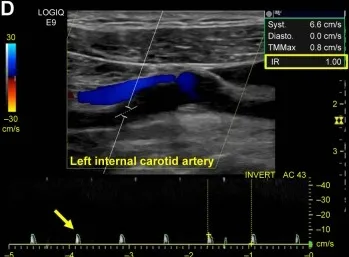 D
LOGIQ
E9
Syst. 6.6 cm/s
Diasto. 0.0 cm/s
TMMax 0.8 cm/s
IR 1.00
30
-30
cm/s
2
3
Left internal carotid artery
INVERT AC 43
-40
-30
-20
-10
cm/s
-5 -4 -3 -2 -1 0